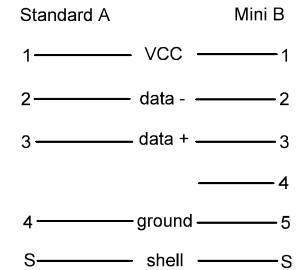 Standard A Mini B
1 VCC 1
2 data - 2
3 data + 3
4
4 ground 5
S shell S